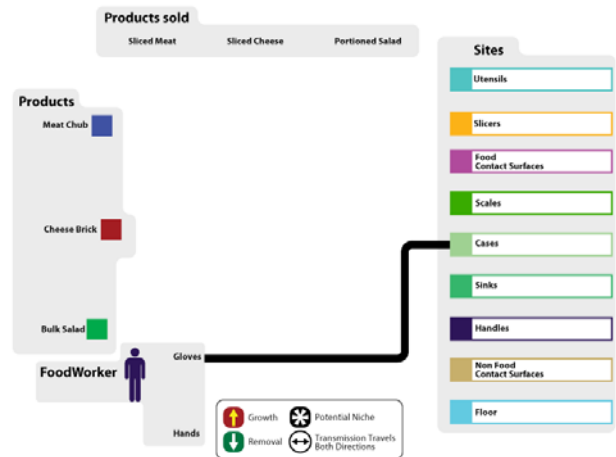 Products sold
Sliced Meat Sliced Cheese Portioned Salad
Sites
Utensils
Slicers
Food
Contact Surfaces
Scales
Cases
Sinks
Handles
Non Food
Contact Surfaces
Floor
Products
Meat Chub
Cheese Brick
Bulk Salad
FoodWorker
Gloves
Hands
Growth
Potential Niche
Removal
Transmission Travels
Both Directions